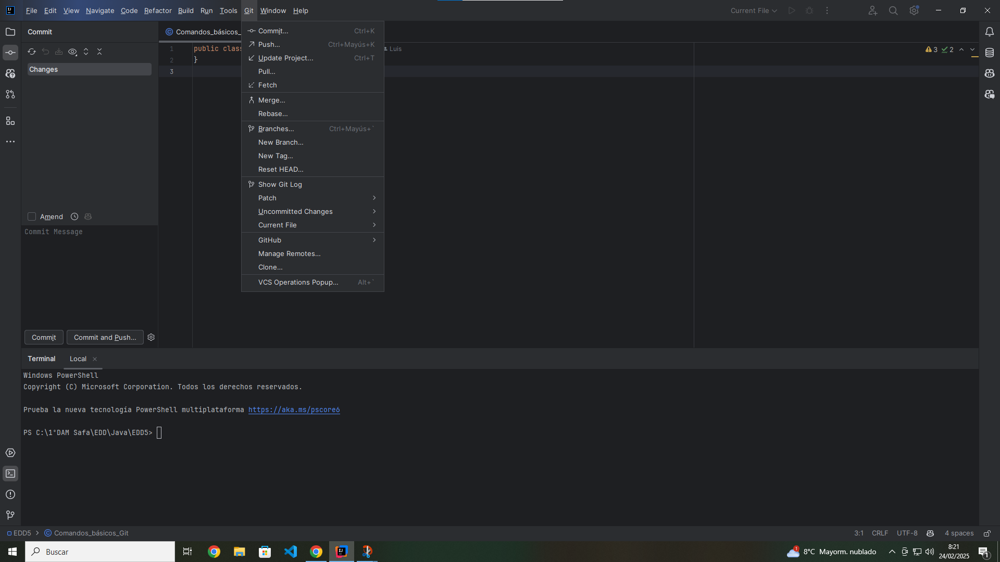 File Edit View Navigate Code Refactor Build Run Tools Git Window Help
Current File
Commit
Comandos_básicos_
Commit... Ctrl+K
Push... Ctrl+Mayús+K
Update Project... Ctrl+T
Pull...
Fetch
Merge...
Rebase...
Branches... Ctrl+Mayús+`
New Branch...
New Tag...
Reset HEAD...
Show Git Log
Patch
Uncommitted Changes
Current File
GitHub
Manage Remotes...
Clone...
VCS Operations Popup... Alt+`
1 public class
Luis
2 }
3
3 2
Changes
Amend
Commit Message
Commit
Commit and Push...
Terminal Local
Windows PowerShell
Copyright (C) Microsoft Corporation. Todos los derechos reservados.
Prueba la nueva tecnología PowerShell multiplataforma https://aka.ms/pscore6
PS C:\1°DAM Safa\EDD\Java\EDD5>
EDD5 Comandos_básicos_Git
3:1 CRLF UTF-8 4 spaces
Buscar
1
8°C Mayorm. nublado
8:21
24/02/2025
1